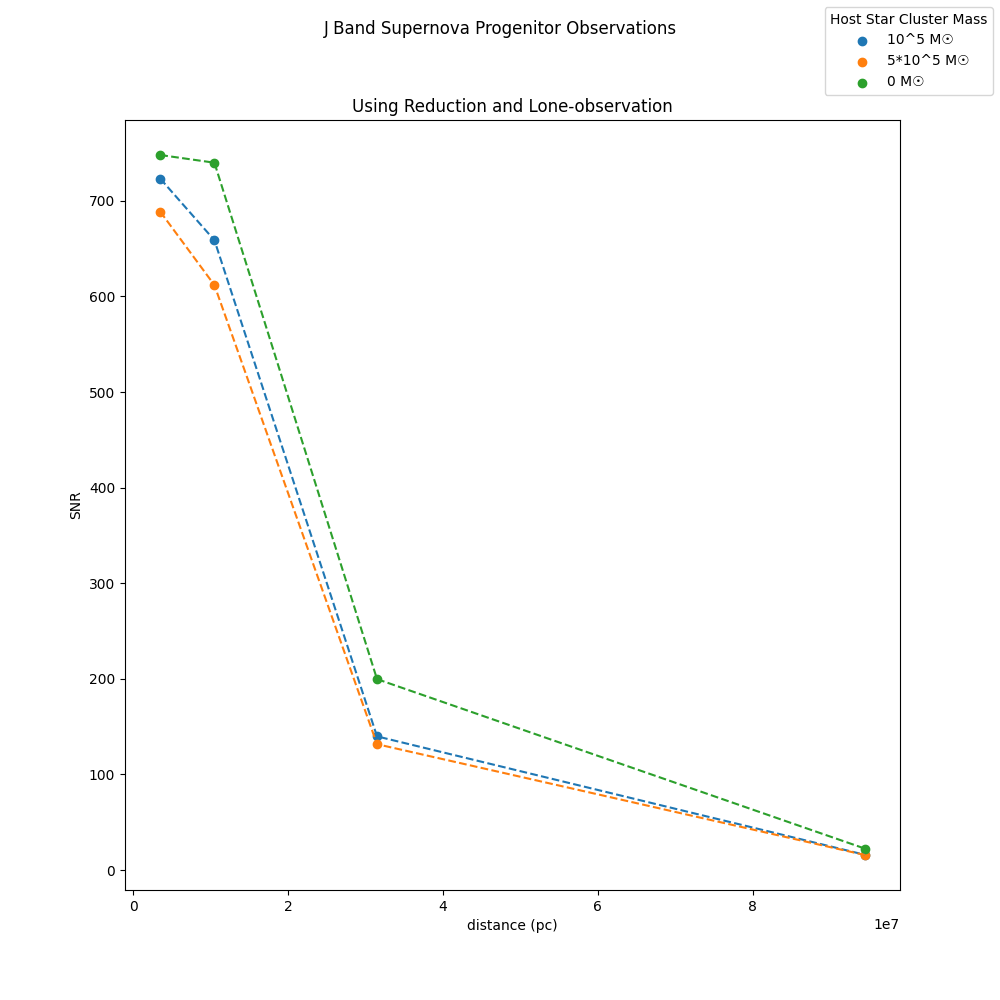 J Band Supernova Progenitor Observations
Host Star Cluster Mass
10^5 M☉
5*10^5 M☉
0 M☉
Using Reduction and Lone-observation
SNR
700
600
500
400
300
200
100
0
0 2 4 6 8
1e7
distance (pc)